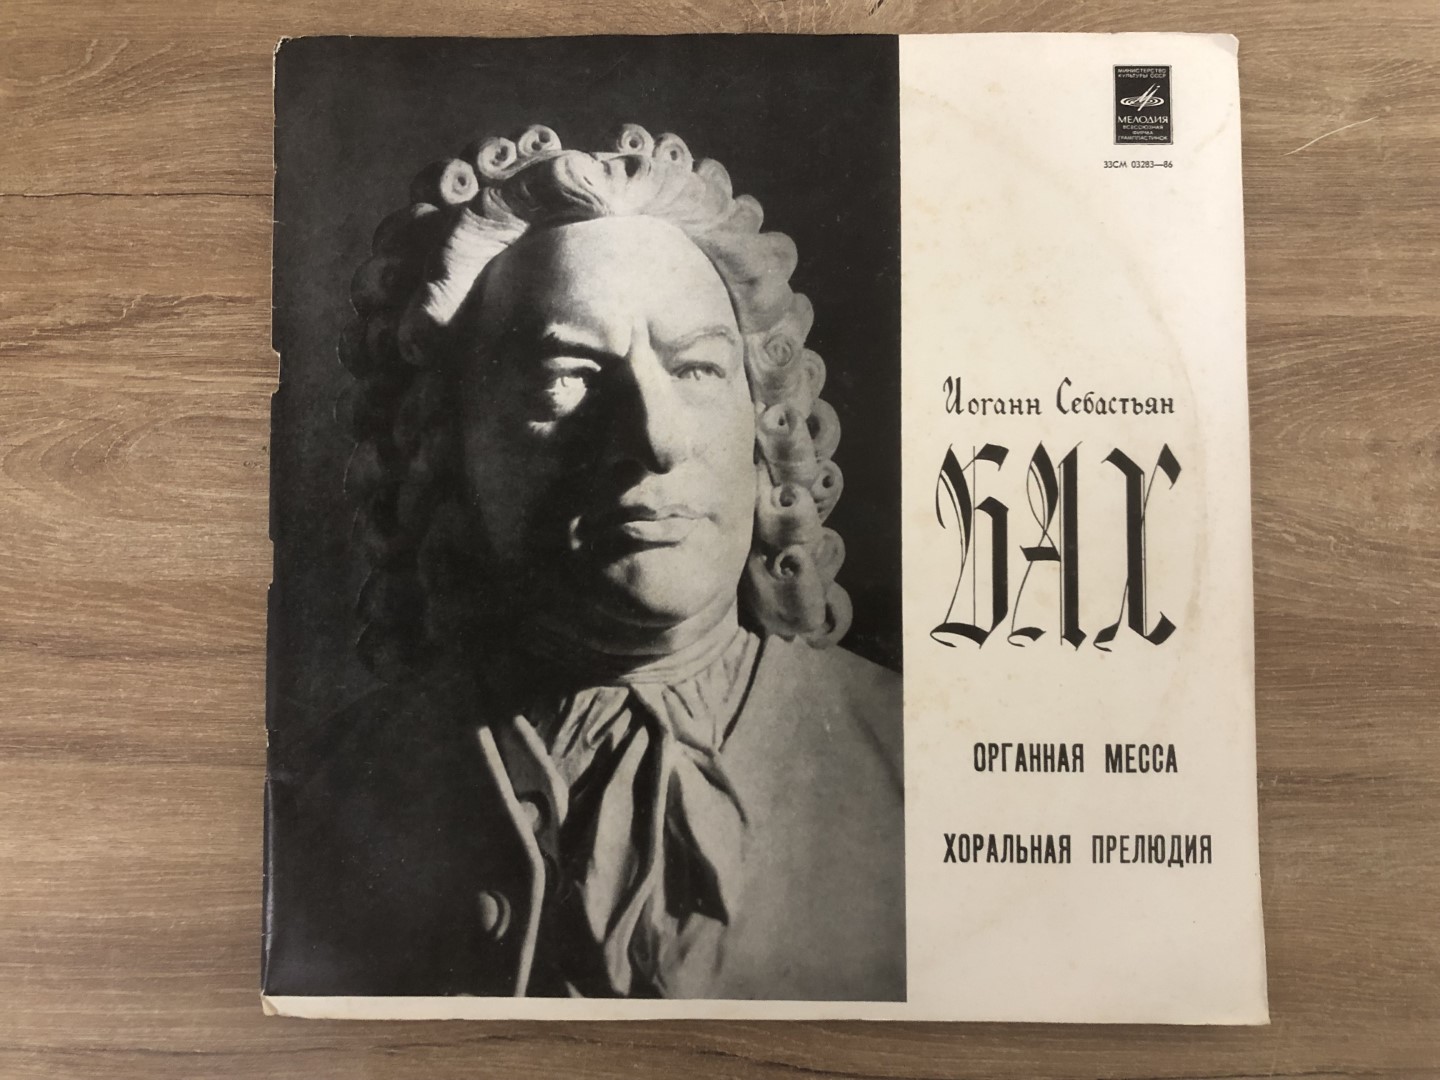 МИНИСТЕРСТВО
КУЛЬТУРЫ СССР
МЕЛОДИЯ
ВСЕСОЮЗНАЯ
ФИРМА
ГРАМПЛАСТИНОК
33СМ 03283—86
Иоганн Себастьян
БАХ
ОРГАННАЯ МЕССА
ХОРАЛЬНАЯ ПРЕЛЮДИЯ